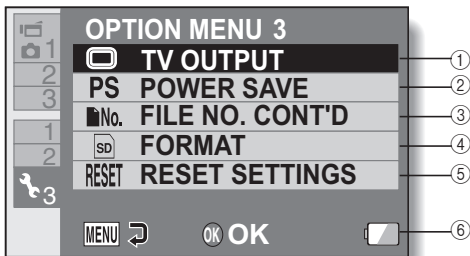 OPTION MENU 3
1
2
3
1
2
3
TV OUTPUT ①
PS POWER SAVE ②
No. FILE NO. CONT'D ③
SD FORMAT ④
RESET RESET SETTINGS ⑤
MENU OK OK ⑥